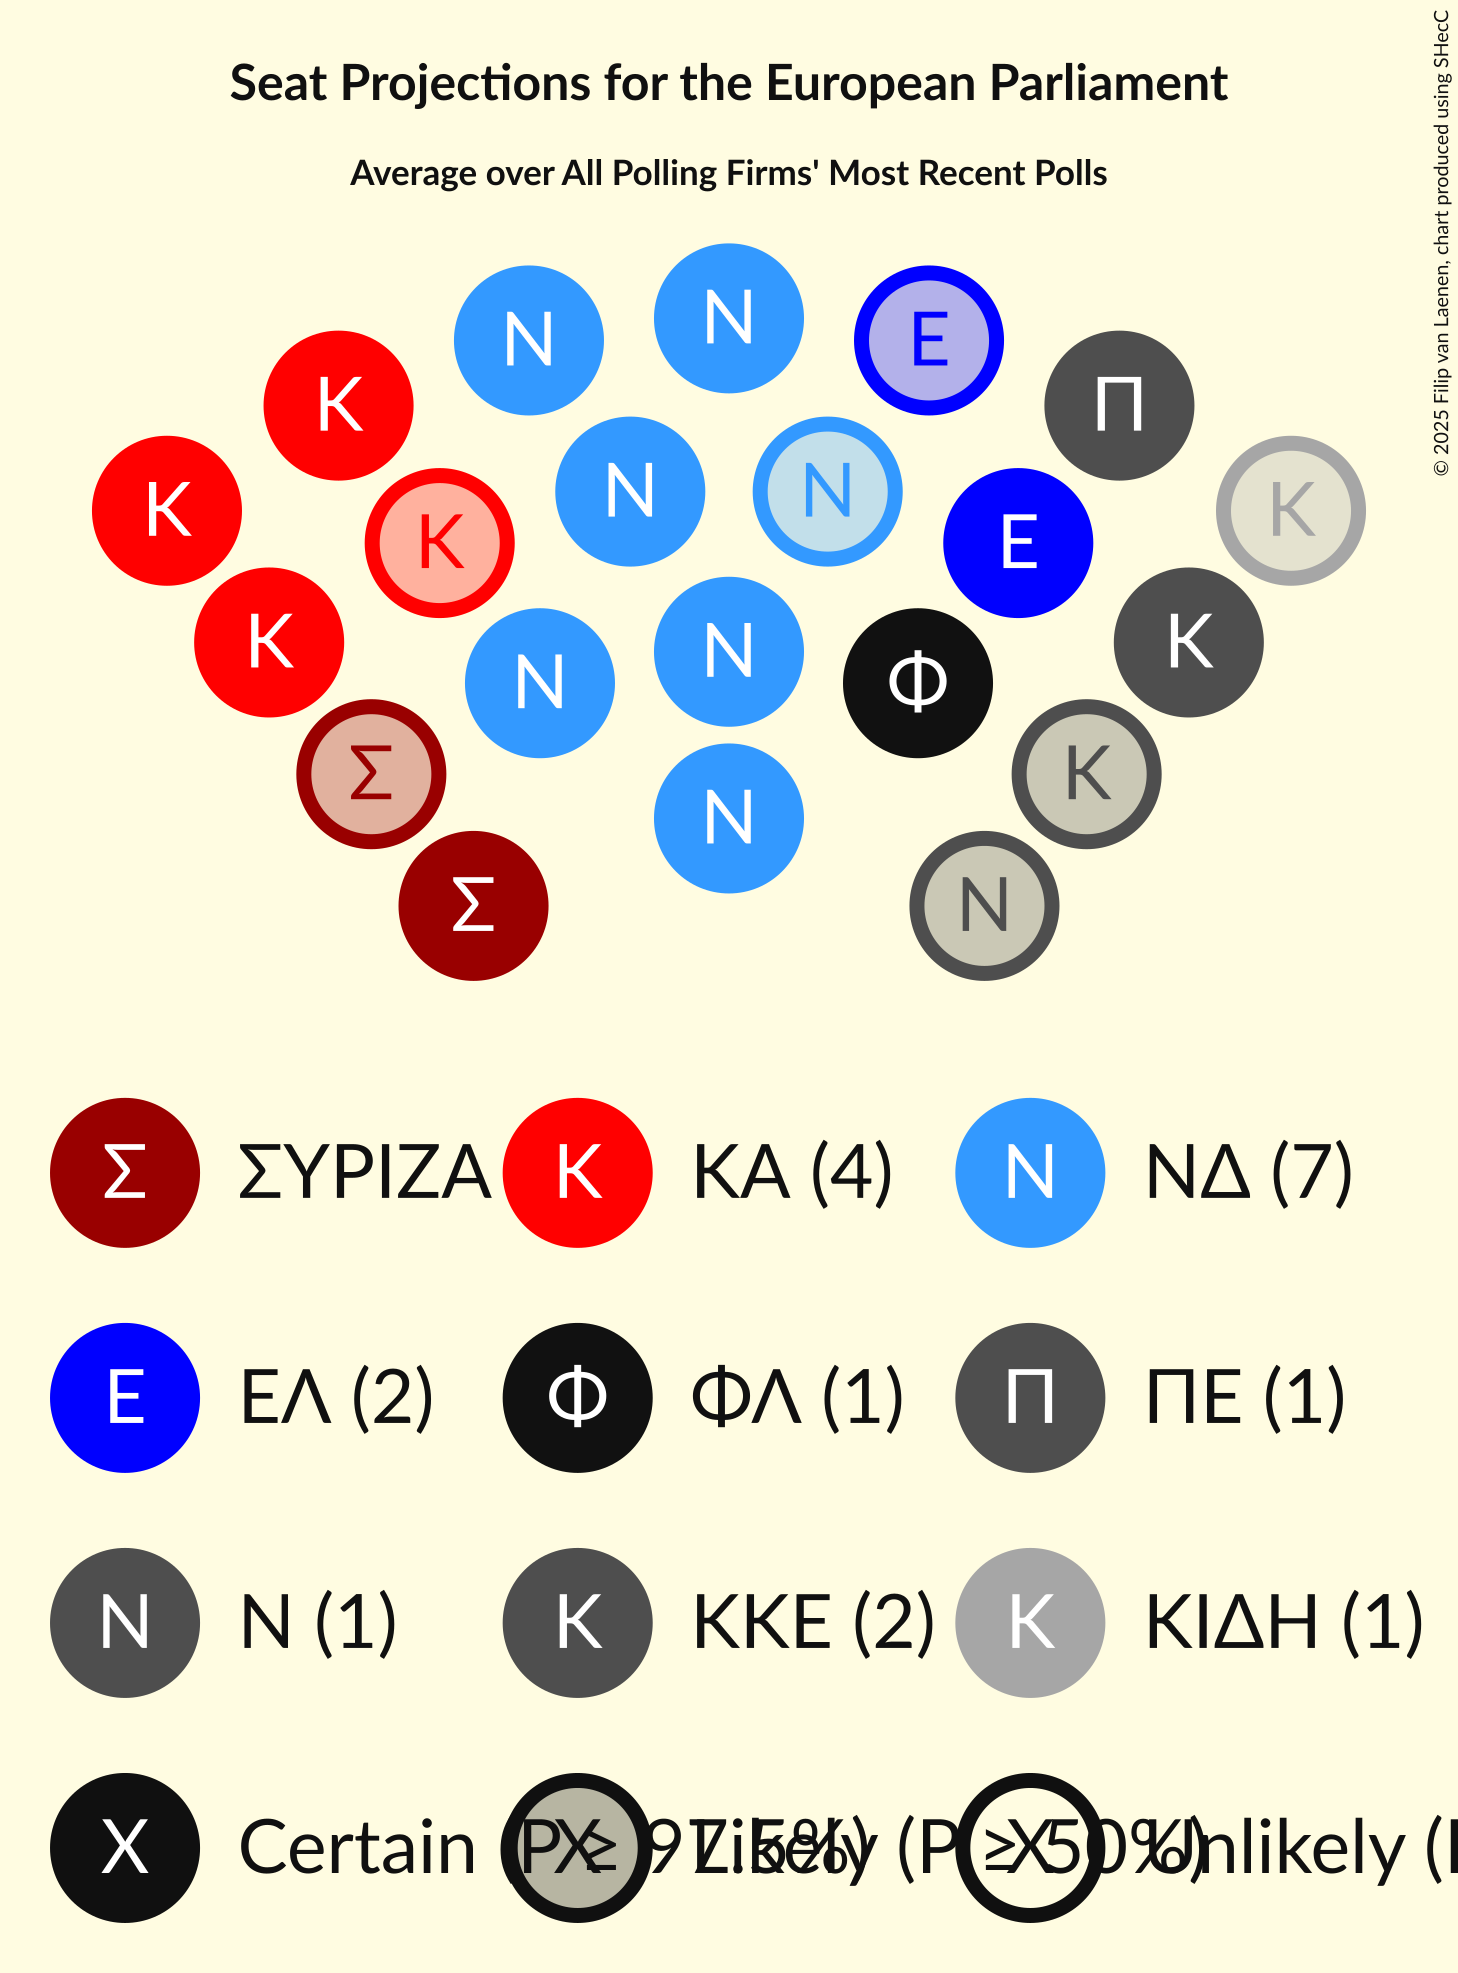 Seat Projections for the European Parliament
Average over All Polling Firms' Most Recent Polls
© 2025 Filip van Laenen, chart produced using SHecC
Ν Ν Ε
Κ Π
Κ Κ Ν Ν Ε Κ
Κ Ν Ν Φ Κ
Σ Ν Κ
Σ Ν
Σ ΣΥΡΙΖΑ Κ ΚΑ (4) Ν ΝΔ (7)
Ε ΕΛ (2) Φ ΦΛ (1) Π ΠΕ (1)
Ν Ν (1) Κ ΚΚΕ (2) Κ ΚΙΔΗ (1)
X Certain (P ≥ 97.5%) X Likely (P ≥ 50%) X Unlikely